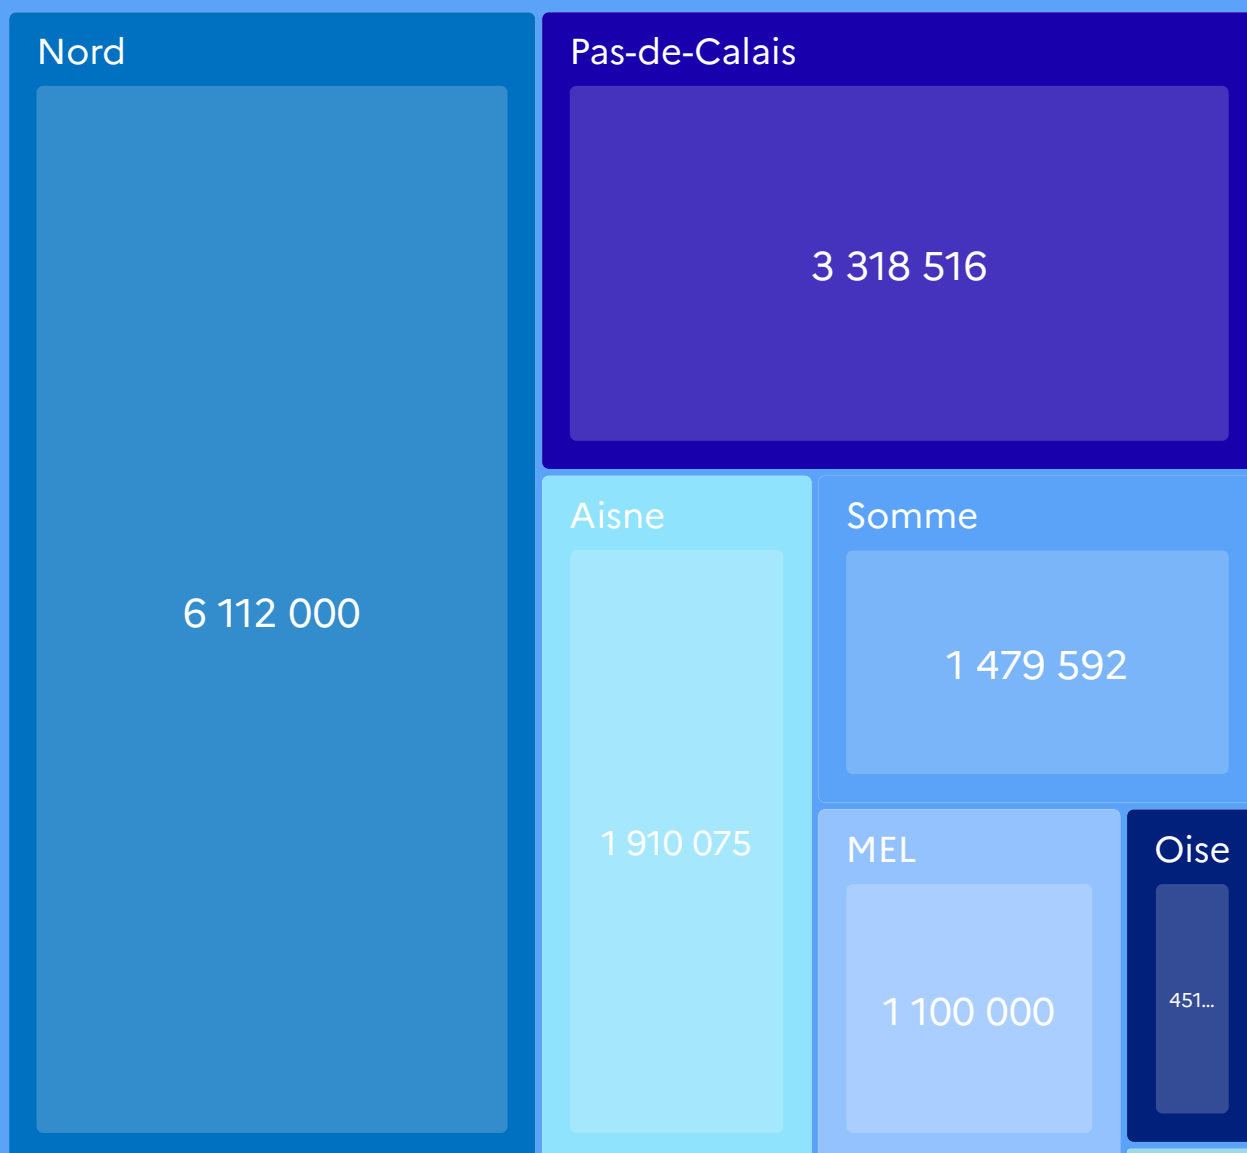 Nord
6 112 000
Pas-de-Calais
3 318 516
Aisne
1 910 075
Somme
1 479 592
MEL
1 100 000
Oise
451...